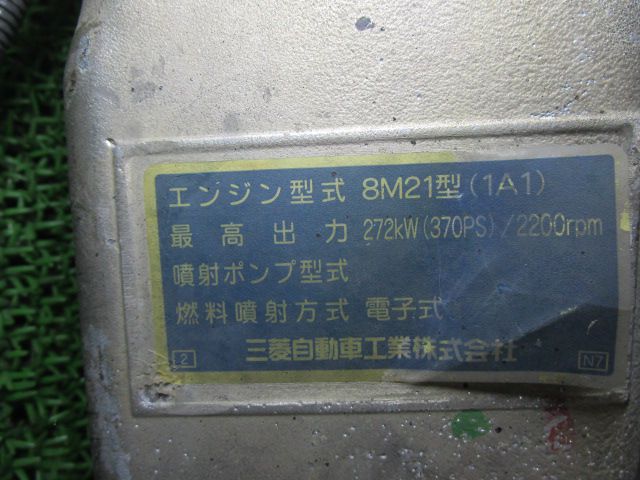 エンジン型式 8M21型(1A1)
最高出力 272kW(370PS)/2200rpm
噴射ポンプ型式
燃料噴射方式 電子式
2 三菱自動車工業株式会社 N7